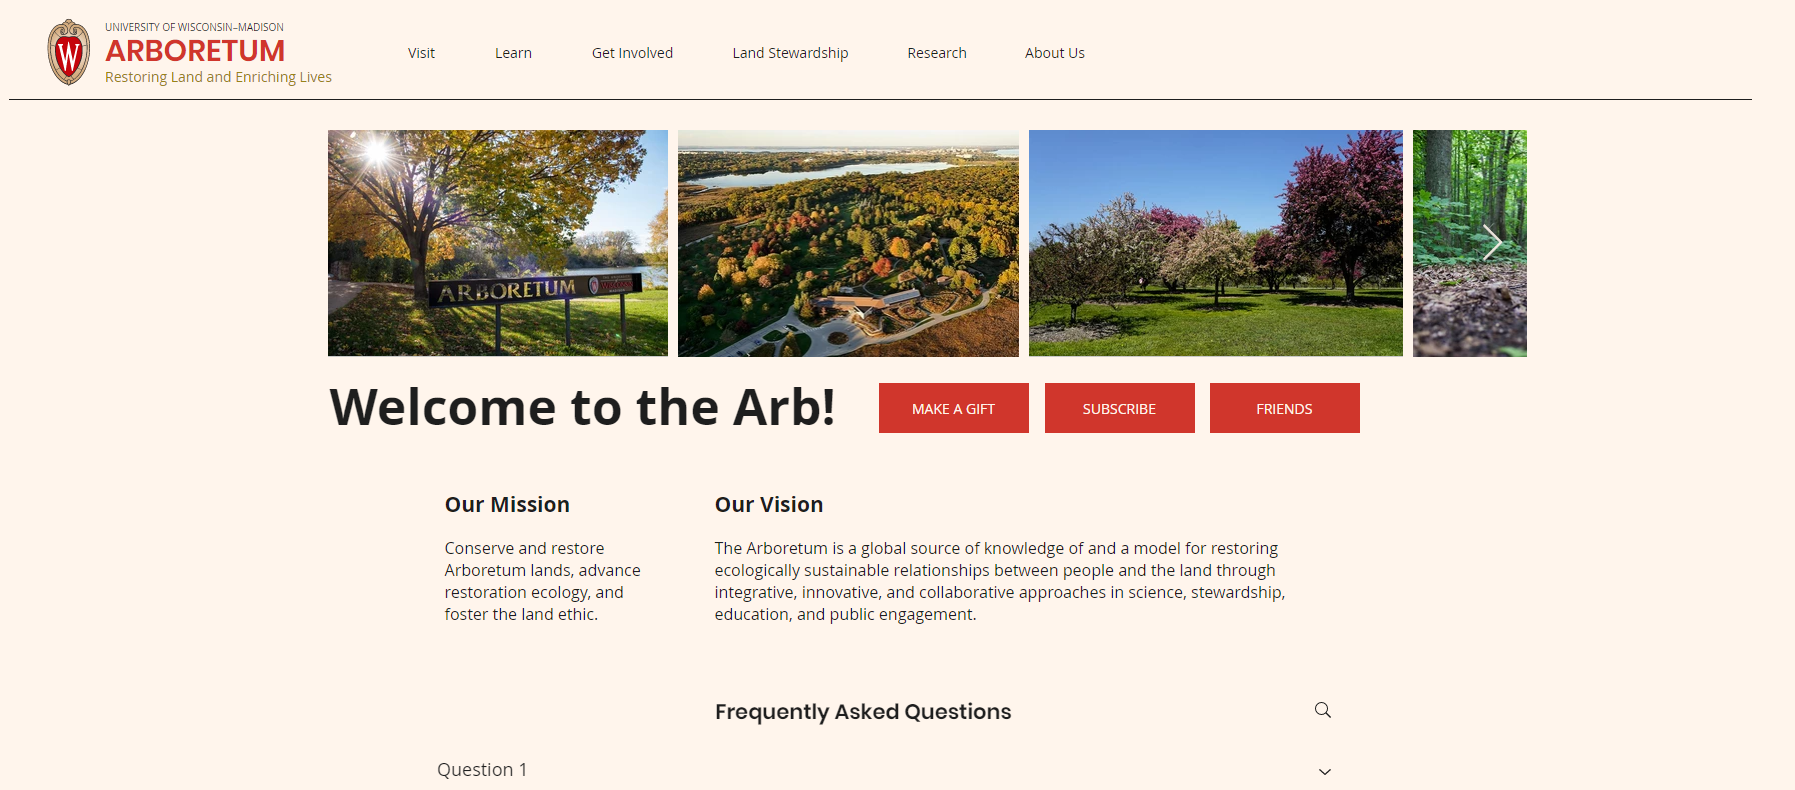 UNIVERSITY OF WISCONSIN–MADISON
ARBORETUM
Restoring Land and Enriching Lives
Visit
Learn
Get Involved
Land Stewardship
Research
About Us
W
ARBORETUM
Welcome to the Arb!
MAKE A GIFT
SUBSCRIBE
FRIENDS
Our Mission
Conserve and restore
Arboretum lands, advance
restoration ecology, and
foster the land ethic.
Our Vision
The Arboretum is a global source of knowledge of and a model for restoring
ecologically sustainable relationships between people and the land through
integrative, innovative, and collaborative approaches in science, stewardship,
education, and public engagement.
Frequently Asked Questions
Question 1